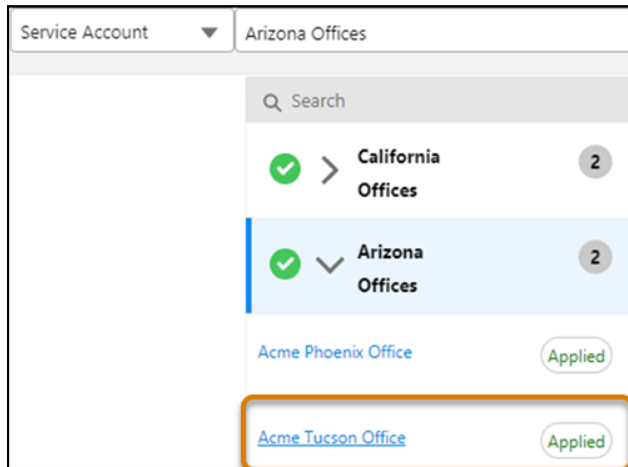 Service Account
Arizona Offices
Search
California
Offices
2
Arizona
Offices
2
Acme Phoenix Office
Applied
Acme Tucson Office
Applied